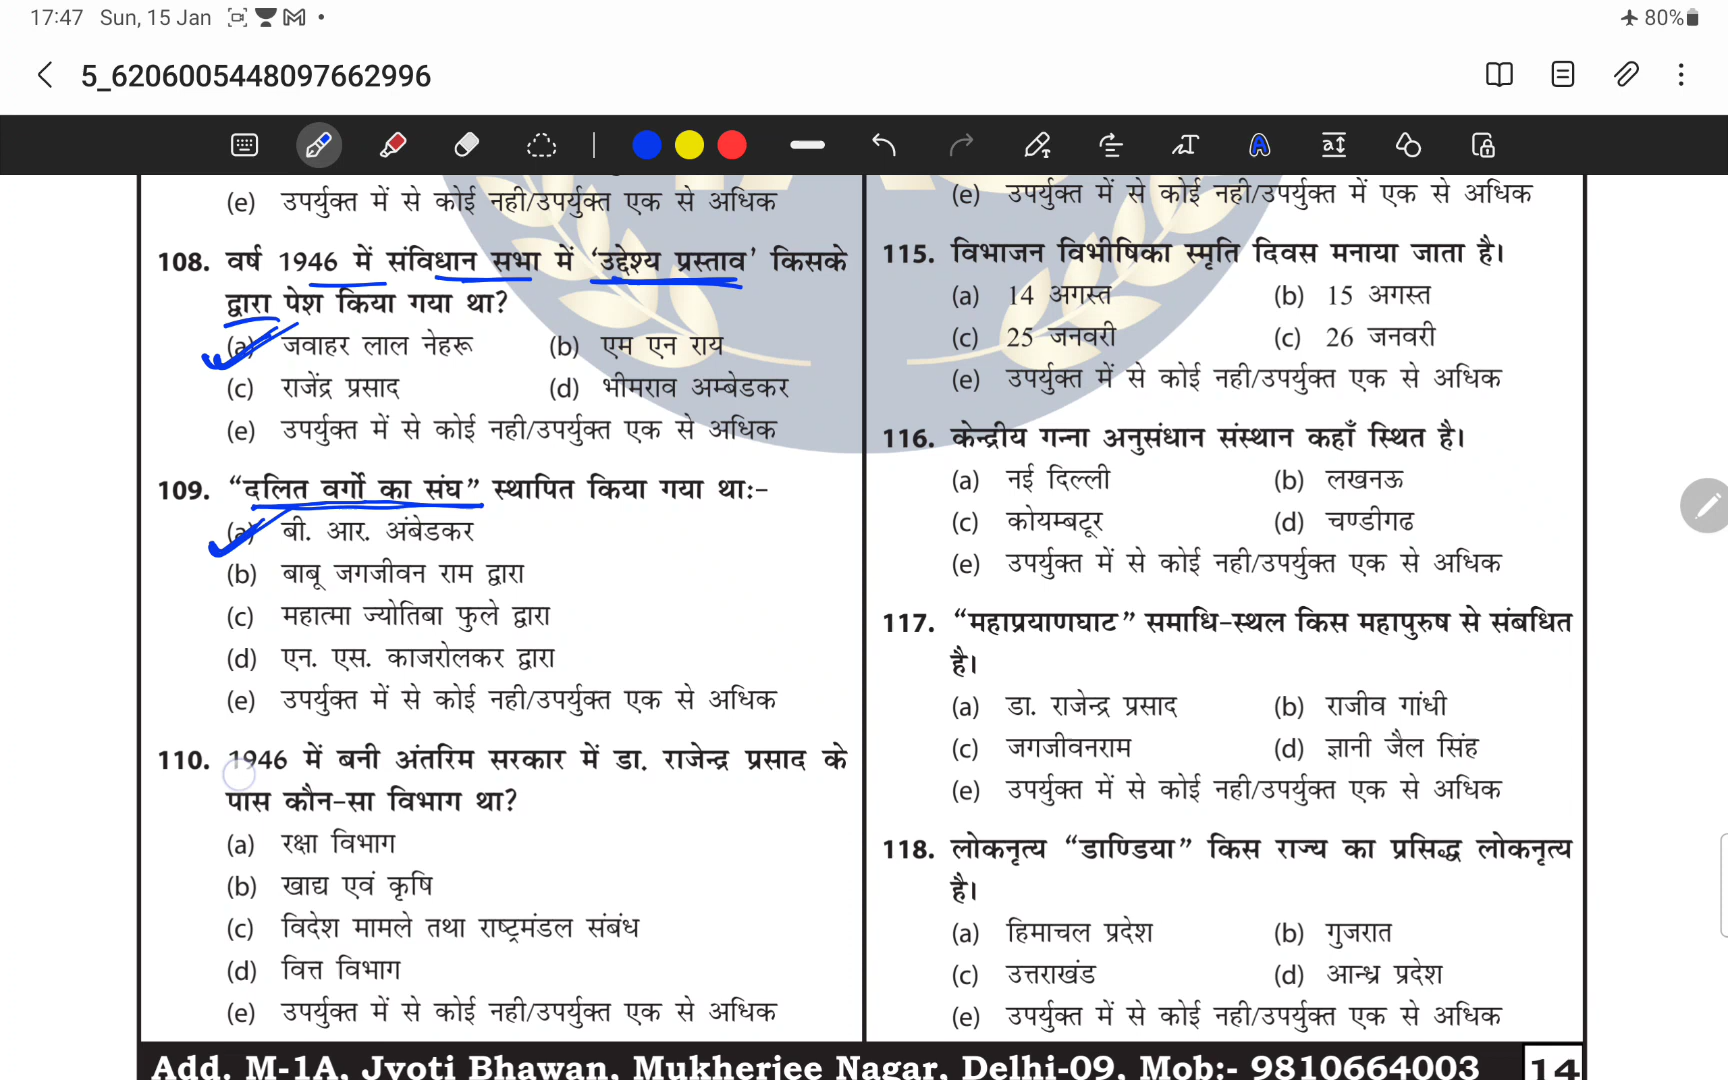 17:47 Sun, 15 Jan
80%
5_6206005448097662996
(e) उपर्युक्त में से कोई नही/उपर्युक्त एक से अधिक
108. वर्ष 1946 में संविधान सभा में ‘उद्देश्य प्रस्ताव’ किसके
द्वारा पेश किया गया था?
(a) जवाहर लाल नेहरू (b) एम एन राय
(c) राजेंद्र प्रसाद (d) भीमराव अम्बेडकर
(e) उपर्युक्त में से कोई नही/उपर्युक्त एक से अधिक
109. “दलित वर्गो का संघ” स्थापित किया गया थाः-
(a) बी. आर. अंबेडकर
(b) बाबू जगजीवन राम द्वारा
(c) महात्मा ज्योतिबा फुले द्वारा
(d) एन. एस. काजरोलकर द्वारा
(e) उपर्युक्त में से कोई नही/उपर्युक्त एक से अधिक
110. 1946 में बनी अंतरिम सरकार में डा. राजेन्द्र प्रसाद के
पास कौन-सा विभाग था?
(a) रक्षा विभाग
(b) खाद्य एवं कृषि
(c) विदेश मामले तथा राष्ट्रमंडल संबंध
(d) वित्त विभाग
(e) उपर्युक्त में से कोई नही/उपर्युक्त एक से अधिक
(e) उपर्युक्त में से कोई नही/उपर्युक्त में एक से अधिक
115. विभाजन विभीषिका स्मृति दिवस मनाया जाता है।
(a) 14 अगस्त (b) 15 अगस्त
(c) 25 जनवरी (c) 26 जनवरी
(e) उपर्युक्त में से कोई नही/उपर्युक्त एक से अधिक
116. केन्द्रीय गन्ना अनुसंधान संस्थान कहाँ स्थित है।
(a) नई दिल्ली (b) लखनऊ
(c) कोयम्बटूर (d) चण्डीगढ
(e) उपर्युक्त में से कोई नही/उपर्युक्त एक से अधिक
117. “महाप्रयाणघाट” समाधि-स्थल किस महापुरुष से संबधित
है।
(a) डा. राजेन्द्र प्रसाद (b) राजीव गांधी
(c) जगजीवनराम (d) ज्ञानी जैल सिंह
(e) उपर्युक्त में से कोई नही/उपर्युक्त एक से अधिक
118. लोकनृत्य “डाण्डिया” किस राज्य का प्रसिद्ध लोकनृत्य
है।
(a) हिमाचल प्रदेश (b) गुजरात
(c) उत्तराखंड (d) आन्ध्र प्रदेश
(e) उपर्युक्त में से कोई नही/उपर्युक्त एक से अधिक
Add. M-1A, Jyoti Bhawan, Mukherjee Nagar, Delhi-09, Mob:- 9810664003 14